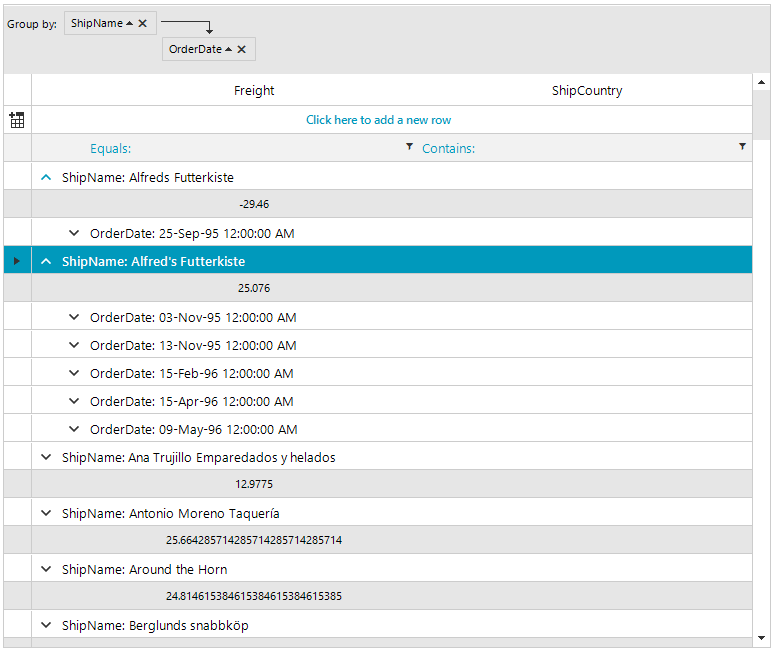 Group by: ShipName
OrderDate
Freight ShipCountry
Click here to add a new row
Equals: Contains:
ShipName: Alfreds Futterkiste
-29.46
OrderDate: 25-Sep-95 12:00:00 AM
ShipName: Alfred's Futterkiste
25.076
OrderDate: 03-Nov-95 12:00:00 AM
OrderDate: 13-Nov-95 12:00:00 AM
OrderDate: 15-Feb-96 12:00:00 AM
OrderDate: 15-Apr-96 12:00:00 AM
OrderDate: 09-May-96 12:00:00 AM
ShipName: Ana Trujillo Emparedados y helados
12.9775
ShipName: Antonio Moreno Taquería
25.664285714285714285714285714
ShipName: Around the Horn
24.814615384615384615384615385
ShipName: Berglunds snabbköp